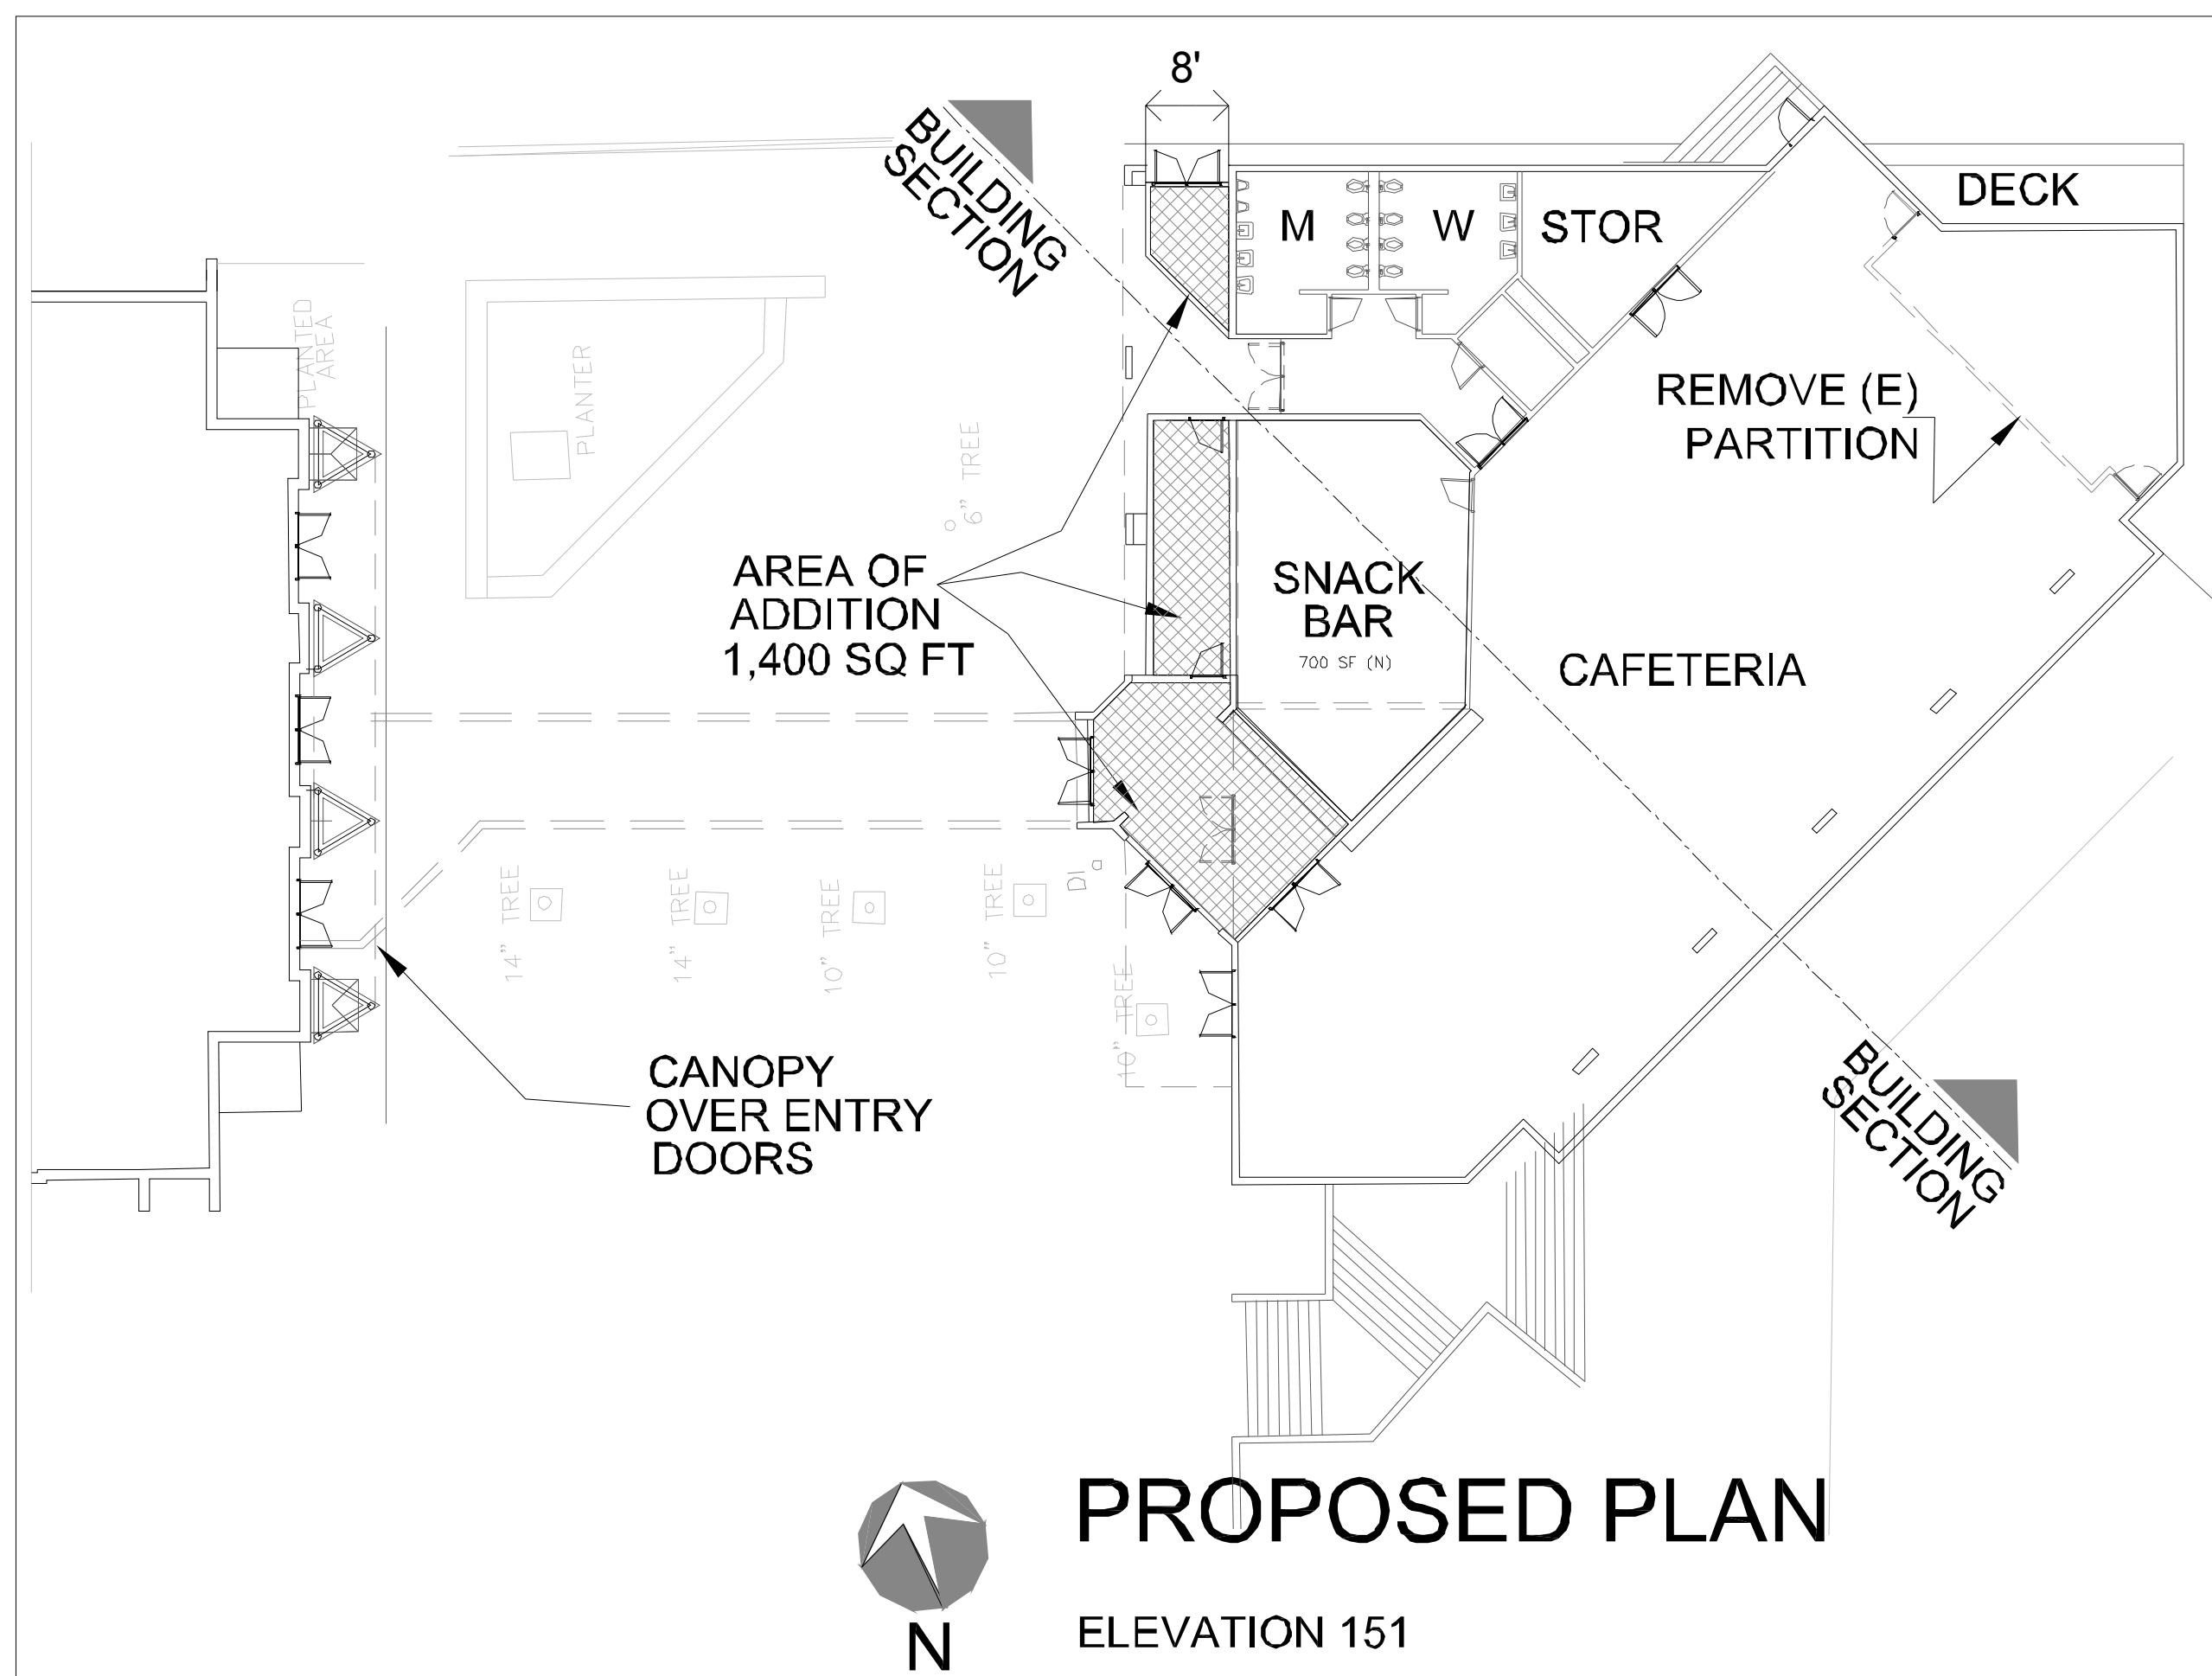 8'
BUILDING
SECTION
DECK
M
W
STOR
PLANTED
AREA
PLANTER
6" TREE
REMOVE (E)
PARTITION
AREA OF
ADDITION
1,400 SQ FT
SNACK
BAR
700 SF (N)
CAFETERIA
14" TREE
14" TREE
10" TREE
10" TREE
DI
10" TREE
CANOPY
OVER ENTRY
DOORS
BUILDING
SECTION
PROPOSED PLAN
N
ELEVATION 151